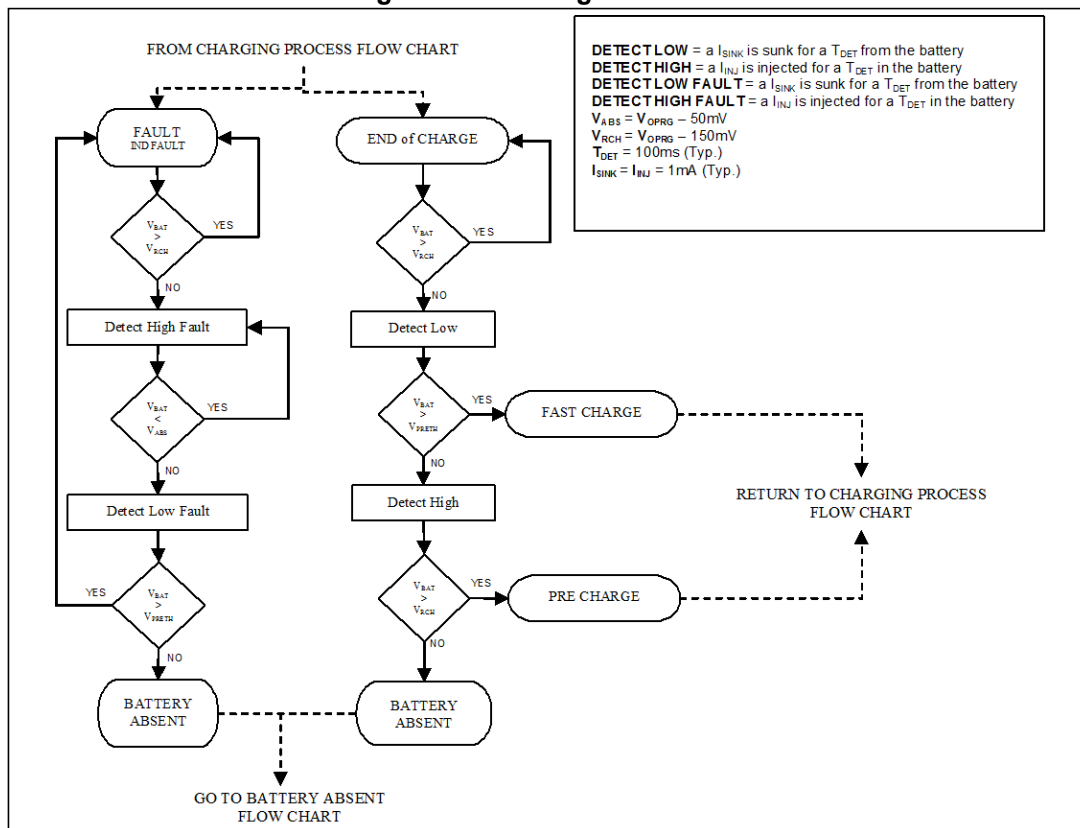 FROM CHARGING PROCESS FLOW CHART
DETECT LOW = a ISINK is sunk for a TDET from the battery
DETECT HIGH = a IINJ is injected for a TDET in the battery
DETECT LOW FAULT = a ISINK is sunk for a TDET from the battery
DETECT HIGH FAULT = a IINJ is injected for a TDET in the battery
VABS = VOPRG – 50mV
VRCH = VOPRG – 150mV
TDET = 100ms (Typ.)
ISINK = IINJ = 1mA (Typ.)
FAULT
IND FAULT
VBAT
>
VRCH
YES
NO
Detect High Fault
VBAT
<
VABS
YES
NO
Detect Low Fault
VBAT
>
VPRETH
YES
NO
BATTERY
ABSENT
END of CHARGE
VBAT
>
VRCH
YES
NO
Detect Low
VBAT
>
VPRETH
YES
NO
FAST CHARGE
Detect High
VBAT
>
VRCH
YES
NO
PRE CHARGE
BATTERY
ABSENT
RETURN TO CHARGING PROCESS
FLOW CHART
GO TO BATTERY ABSENT
FLOW CHART